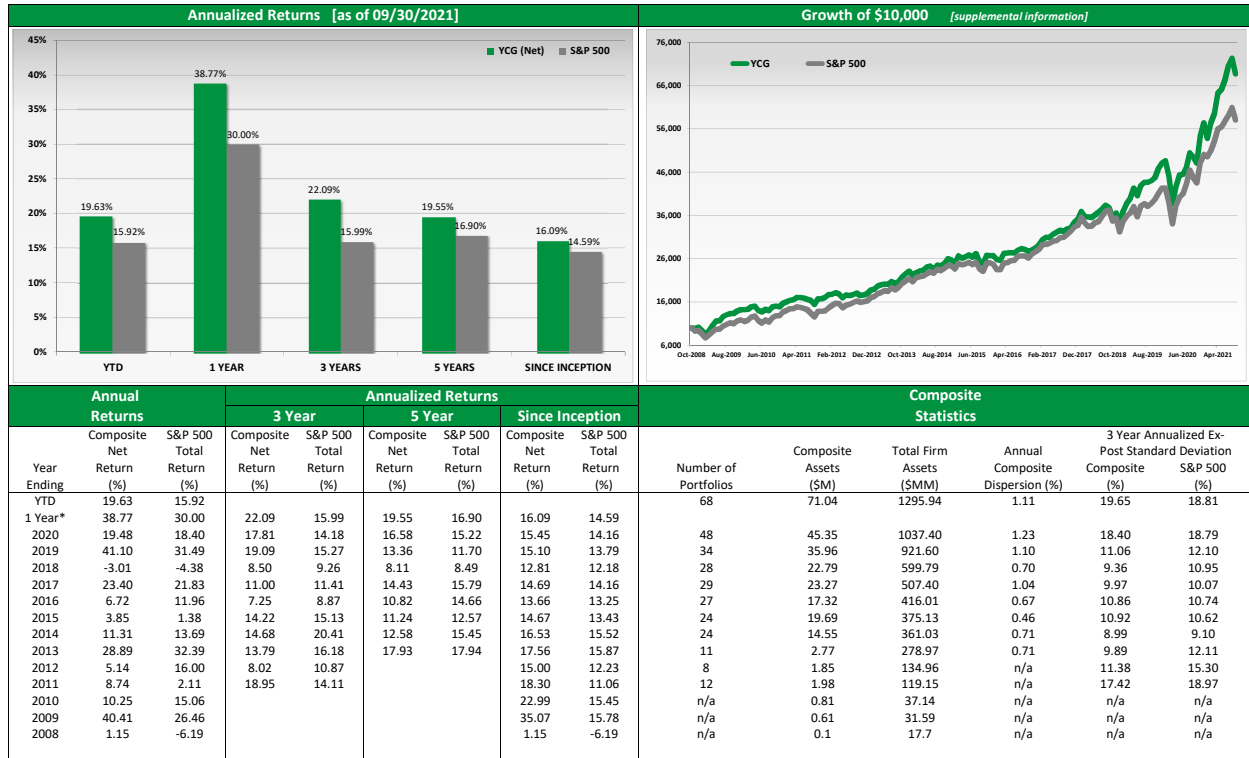 Annualized Returns [as of 09/30/2021]
45%
40%
35%
30%
25%
20%
15%
10%
5%
0%
YCG (Net) S&P 500
19.63% 15.92% 38.77% 30.00% 22.09% 15.99% 19.55% 16.90% 16.09% 14.59%
YTD 1 YEAR 3 YEARS 5 YEARS SINCE INCEPTION
Growth of $10,000 [supplemental information]
76,000
66,000
56,000
46,000
36,000
26,000
16,000
6,000
YCG S&P 500
Oct-2008 Aug-2009 Jun-2010 Apr-2011 Feb-2012 Dec-2012 Oct-2013 Aug-2014 Jun-2015 Apr-2016 Feb-2017 Dec-2017 Oct-2018 Aug-2019 Jun-2020 Apr-2021
Annual Annualized Returns Composite
Returns 3 Year 5 Year Since Inception Statistics
Composite S&P 500 Composite S&P 500 Composite S&P 500 Composite S&P 500 3 Year Annualized Ex-
Net Total Net Total Net Total Net Total Composite Total Firm Annual Post Standard Deviation
Year Return Return Return Return Return Return Return Return Number of Assets Assets Composite Composite S&P 500
Ending (%) (%) (%) (%) (%) (%) (%) (%) Portfolios ($M) ($MM) Dispersion (%) (%) (%)
YTD 19.63 15.92 68 71.04 1295.94 1.11 19.65 18.81
1 Year* 38.77 30.00 22.09 15.99 19.55 16.90 16.09 14.59
2020 19.48 18.40 17.81 14.18 16.58 15.22 15.45 14.16 48 45.35 1037.40 1.23 18.40 18.79
2019 41.10 31.49 19.09 15.27 13.36 11.70 15.10 13.79 34 35.96 921.60 1.10 11.06 12.10
2018 -3.01 -4.38 8.50 9.26 8.11 8.49 12.81 12.18 28 22.79 599.79 0.70 9.36 10.95
2017 23.40 21.83 11.00 11.41 14.43 15.79 14.69 14.16 29 23.27 507.40 1.04 9.97 10.07
2016 6.72 11.96 7.25 8.87 10.82 14.66 13.66 13.25 27 17.32 416.01 0.67 10.86 10.74
2015 3.85 1.38 14.22 15.13 11.24 12.57 14.67 13.43 24 19.69 375.13 0.46 10.92 10.62
2014 11.31 13.69 14.68 20.41 12.58 15.45 16.53 15.52 24 14.55 361.03 0.71 8.99 9.10
2013 28.89 32.39 13.79 16.18 17.93 17.94 17.56 15.87 11 2.77 278.97 0.71 9.89 12.11
2012 5.14 16.00 8.02 10.87 15.00 12.23 8 1.85 134.96 n/a 11.38 15.30
2011 8.74 2.11 18.95 14.11 18.30 11.06 12 1.98 119.15 n/a 17.42 18.97
2010 10.25 15.06 22.99 15.45 n/a 0.81 37.14 n/a n/a n/a
2009 40.41 26.46 35.07 15.78 n/a 0.61 31.59 n/a n/a n/a
2008 1.15 -6.19 1.15 -6.19 n/a 0.1 17.7 n/a n/a n/a